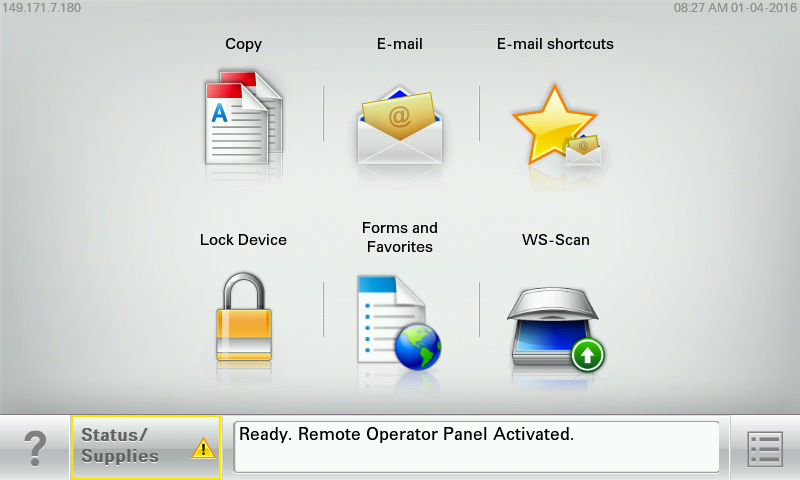 149.171.7.180
08:27 AM 01-04-2016
Copy
E-mail
E-mail shortcuts
A
@
@
Lock Device
Forms and
Favorites
WS-Scan
?
Status/
Supplies
!
Ready. Remote Operator Panel Activated.